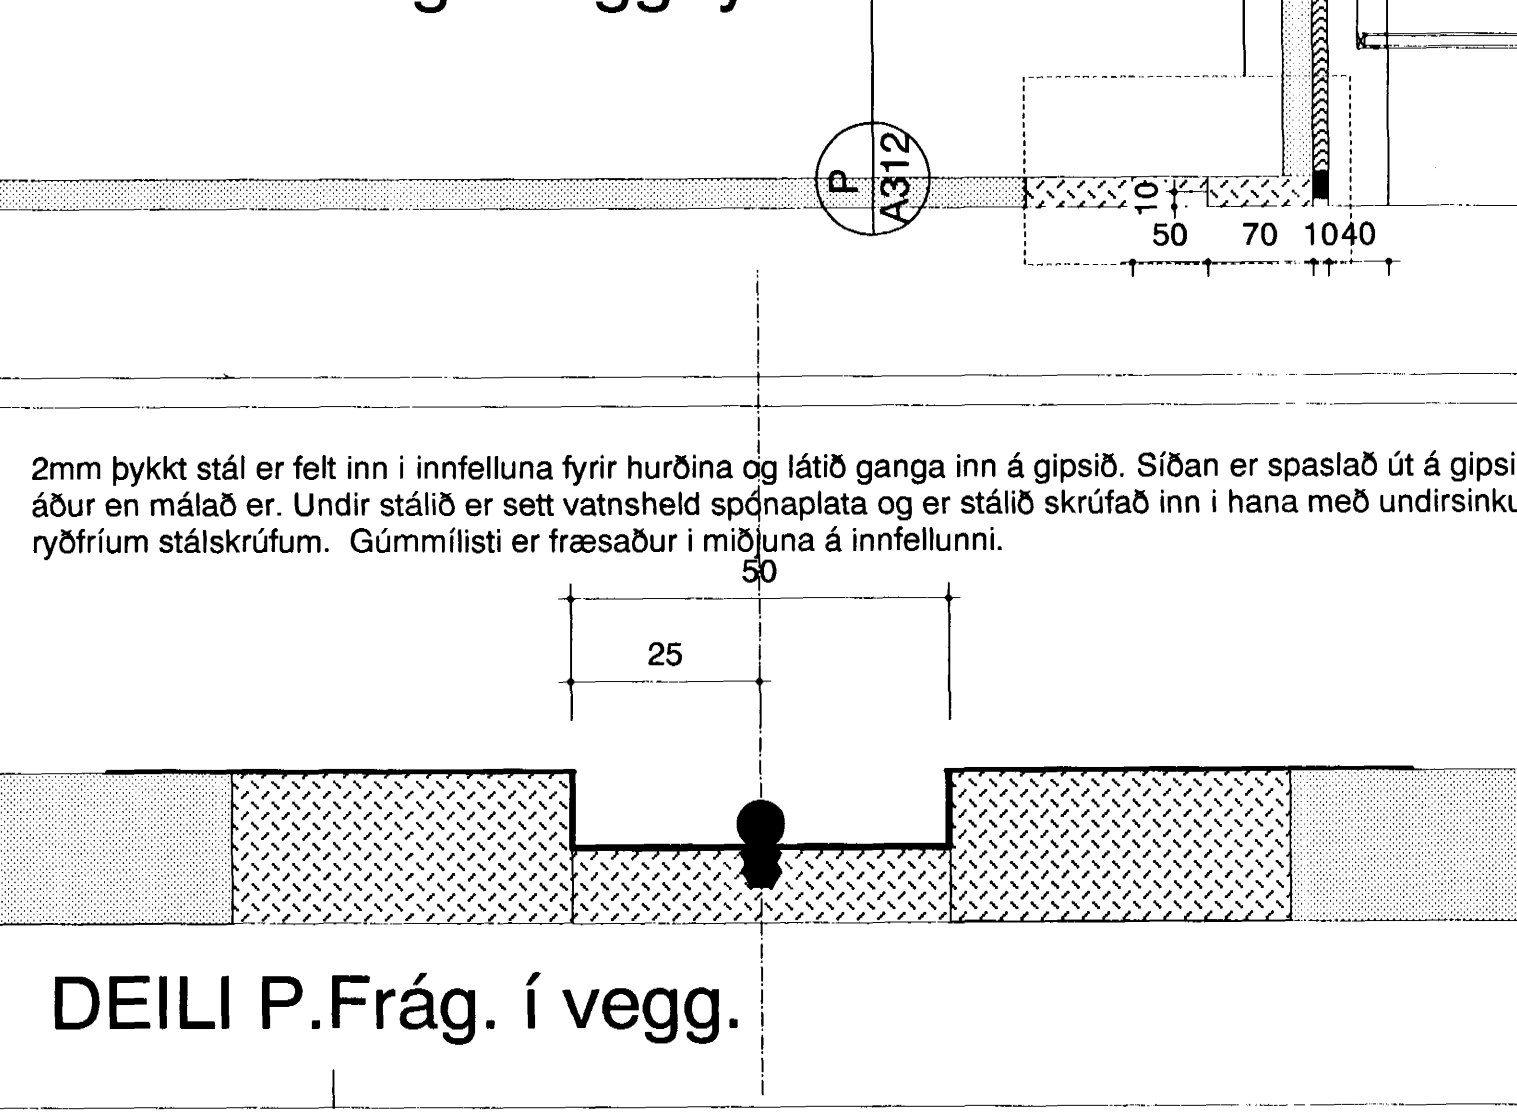 P
A312
10
50 70 10 40
2mm þykkt stál er felt inn i innfelluna fyrir hurðina og látið ganga inn á gipsið. Síðan er spaslað út á gipsi
áður en málað er. Undir stálið er sett vatnsheld spónaplata og er stálið skrúfað inn i hana með undirsinku
ryðfríum stálskrúfum. Gúmmílisti er fræsaður i miðjuna á innfellunni.
50
25
DEILI P.Frág. í vegg.